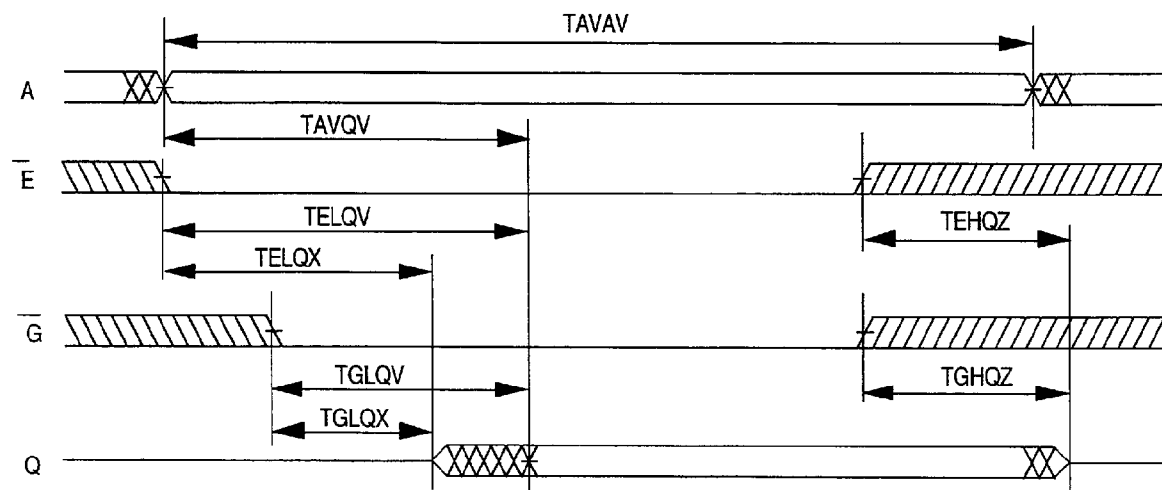 TAVAV
A
TAVQV
E̅
TELQV
TEHQZ
TELQX
G̅
TGLQV
TGHQZ
TGLQX
Q